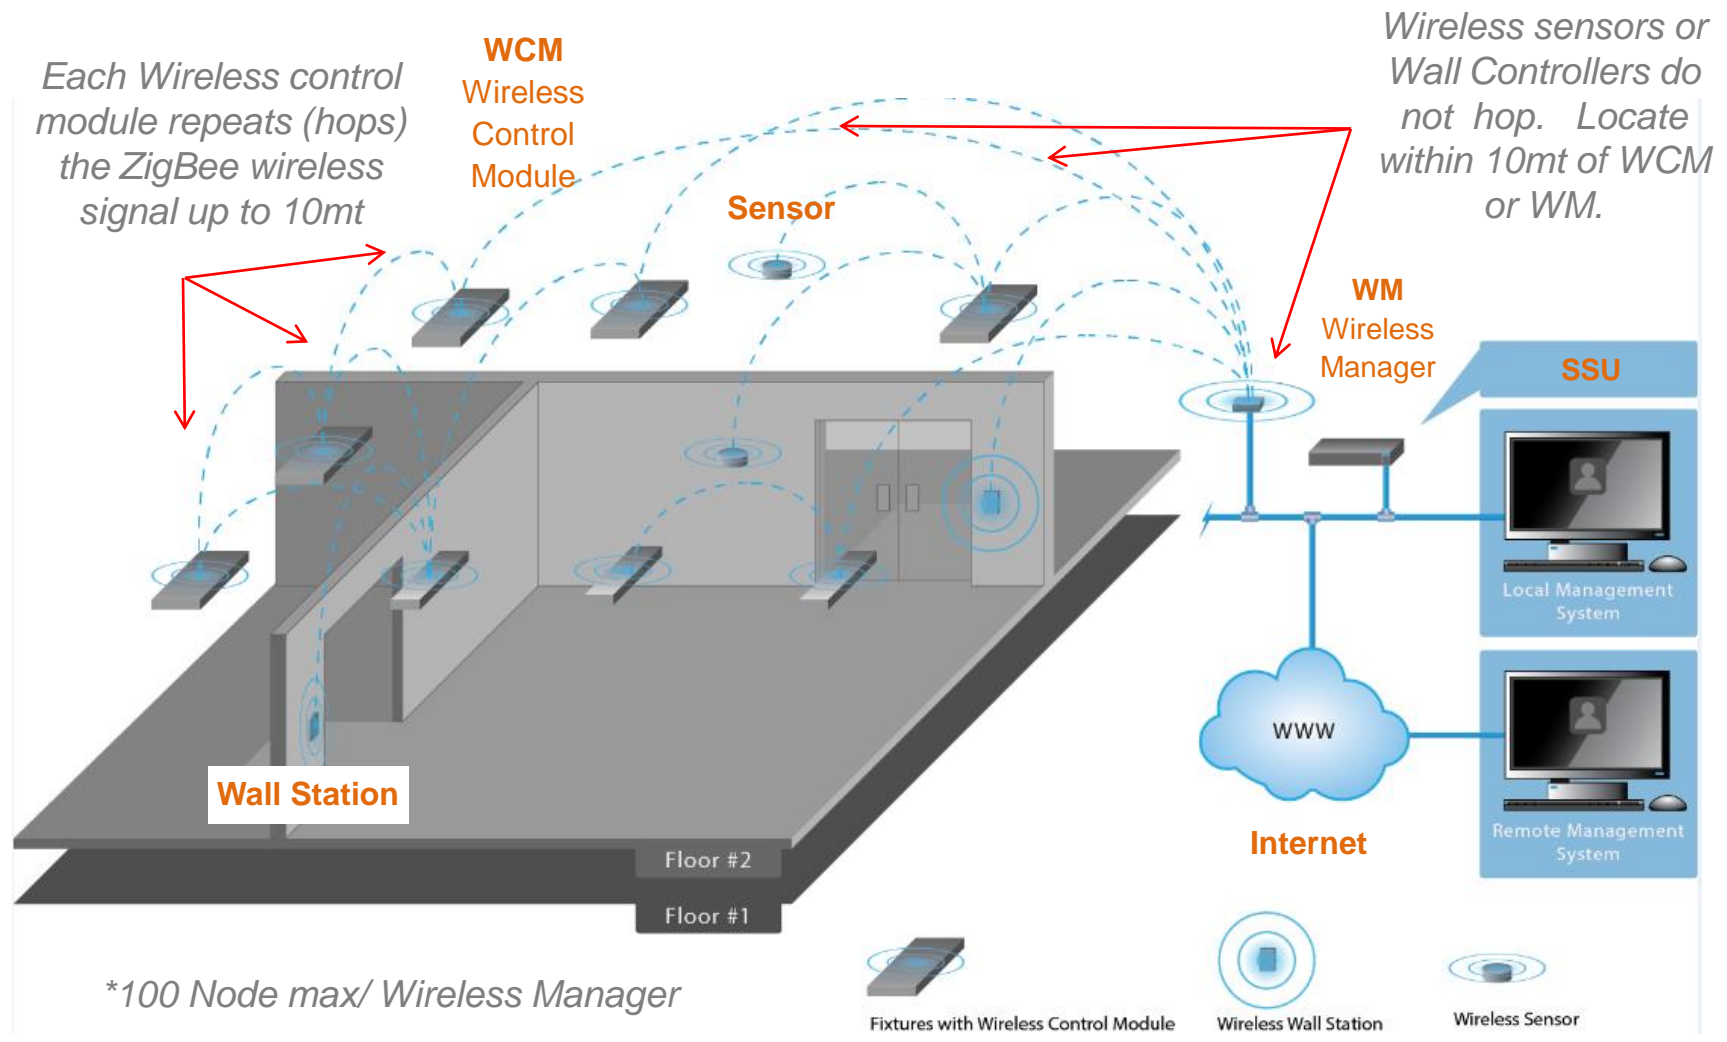 Each Wireless control
module repeats (hops)
the ZigBee wireless
signal up to 10mt
WCM
Wireless
Control
Module
Sensor
Wireless sensors or
Wall Controllers do
not  hop.   Locate
within 10mt of WCM
or WM.
WM
Wireless
Manager
SSU
Local Management
System
www
Remote Management
System
Internet
Wall Station
Floor #2
Floor #1
*100 Node max/ Wireless Manager
Fixtures with Wireless Control Module
Wireless Wall Station
Wireless Sensor